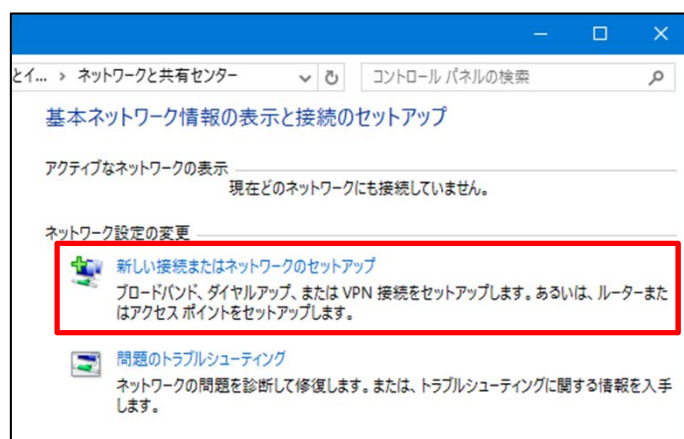 とイ... › ネットワークと共有センター
コントロール パネルの検索
基本ネットワーク情報の表示と接続のセットアップ
アクティブなネットワークの表示
現在どのネットワークにも接続していません。
ネットワーク設定の変更
新しい接続またはネットワークのセットアップ
ブロードバンド、ダイヤルアップ、または VPN 接続をセットアップします。あるいは、ルーターまた
はアクセス ポイントをセットアップします。
問題のトラブルシューティング
ネットワークの問題を診断して修復します。または、トラブルシューティングに関する情報を入手
します。